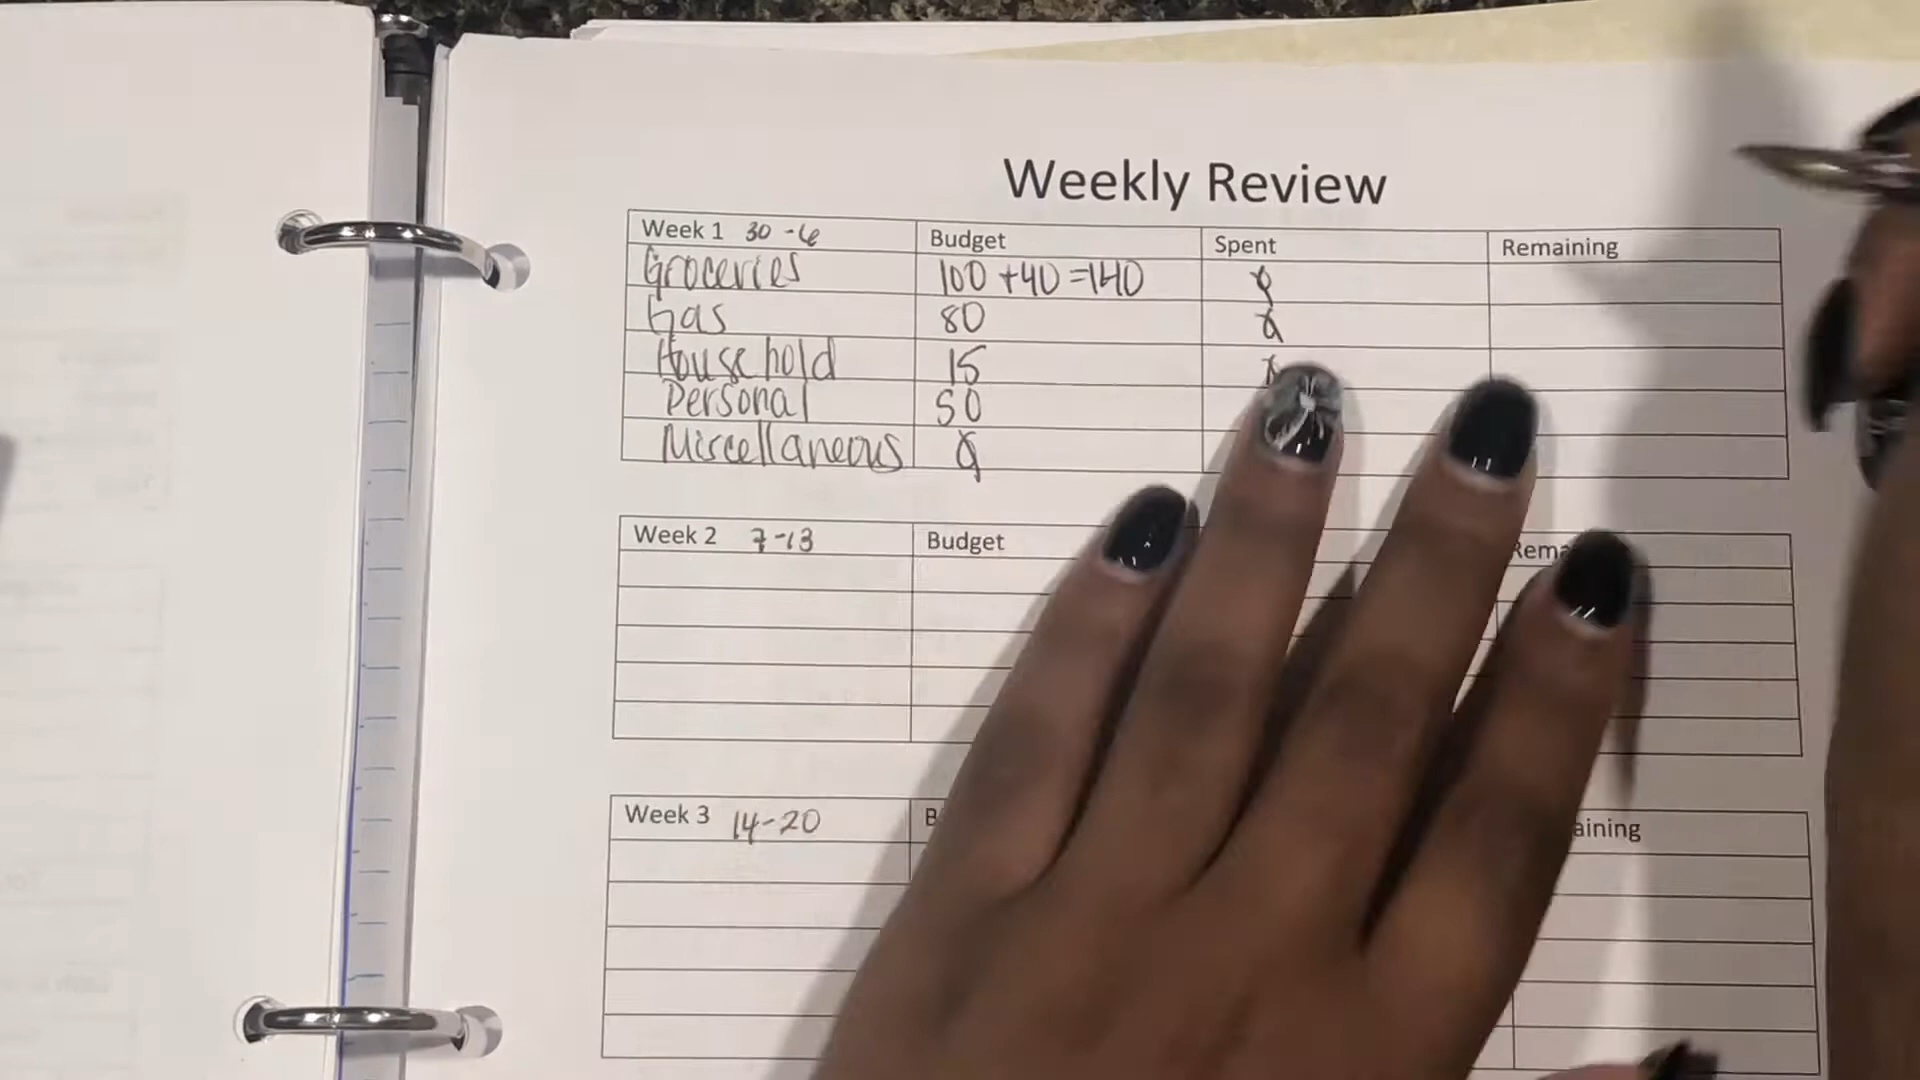 Weekly Review
Week 1 30-6 Budget Spent Remaining
Groceries 100 +40 =140
Gas 80
Household 15
Personal 50
Miscellaneous
Week 2 7-13 Budget
Week 3 14-20